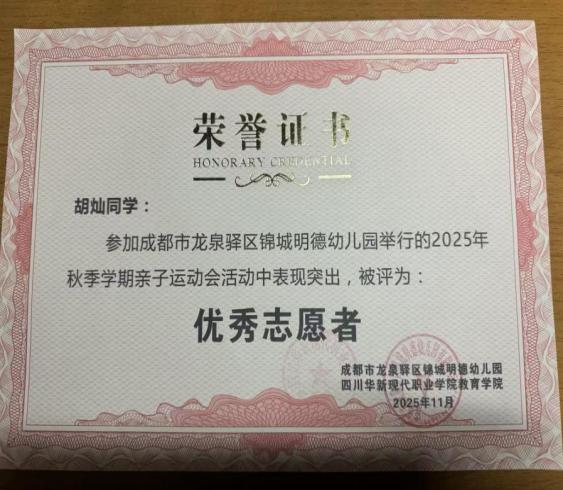 荣誉证书
HONORARY CREDENTIAL
胡灿同学：
参加成都市龙泉驿区锦城明德幼儿园举行的2025年
秋季学期亲子运动会活动中表现突出，被评为：
优秀志愿者
成都市龙泉驿区锦城明德幼儿园
四川华新现代职业学院教育学院
2025年11月